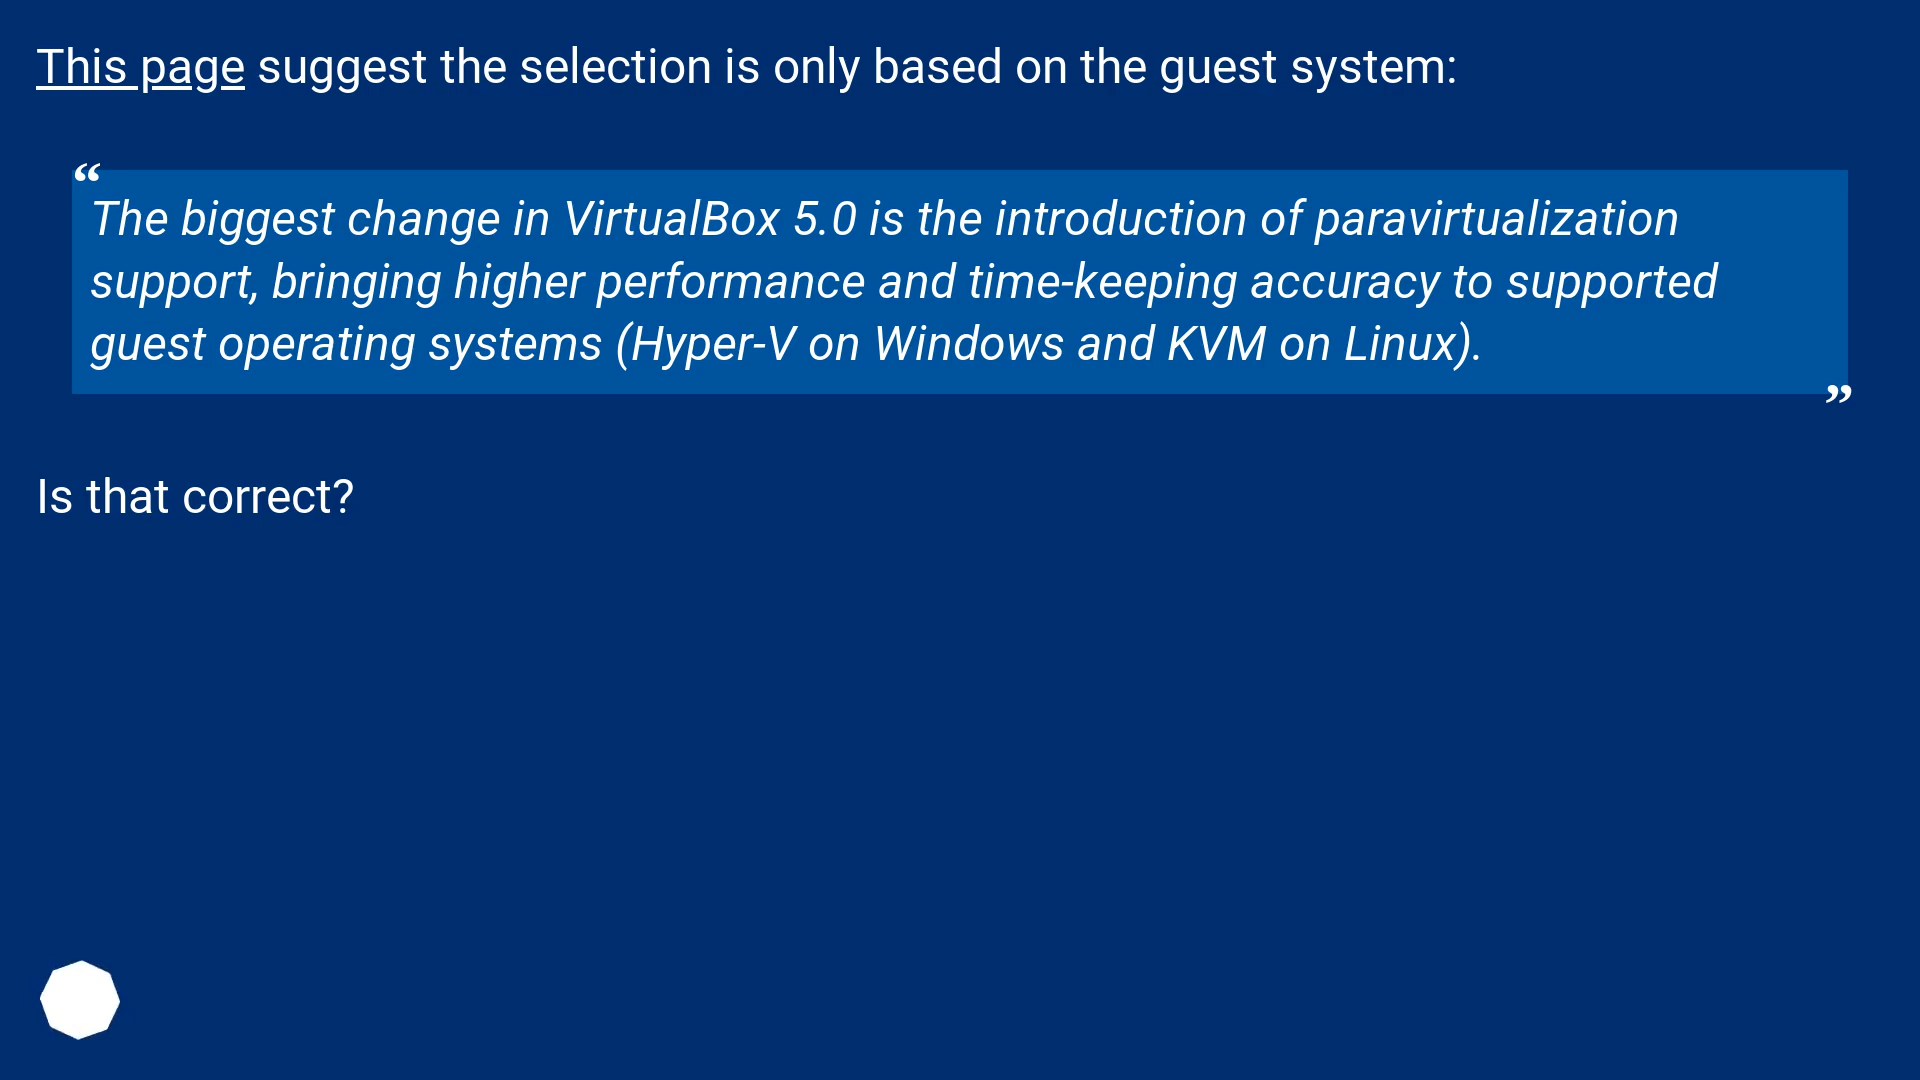 This page suggest the selection is only based on the guest system:
“
The biggest change in VirtualBox 5.0 is the introduction of paravirtualization
support, bringing higher performance and time-keeping accuracy to supported
guest operating systems (Hyper-V on Windows and KVM on Linux).
”
Is that correct?